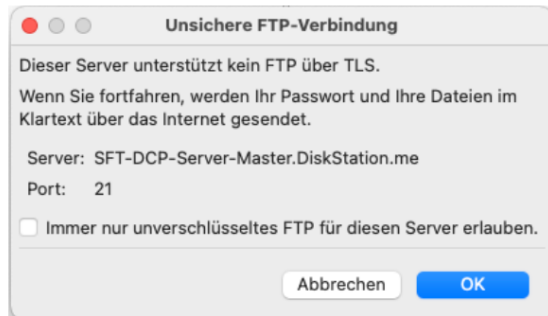 Unsichere FTP-Verbindung
Dieser Server unterstützt kein FTP über TLS.
Wenn Sie fortfahren, werden Ihr Passwort und Ihre Dateien im
Klartext über das Internet gesendet.
Server: SFT-DCP-Server-Master.DiskStation.me
Port: 21
Immer nur unverschlüsseltes FTP für diesen Server erlauben.
Abbrechen OK